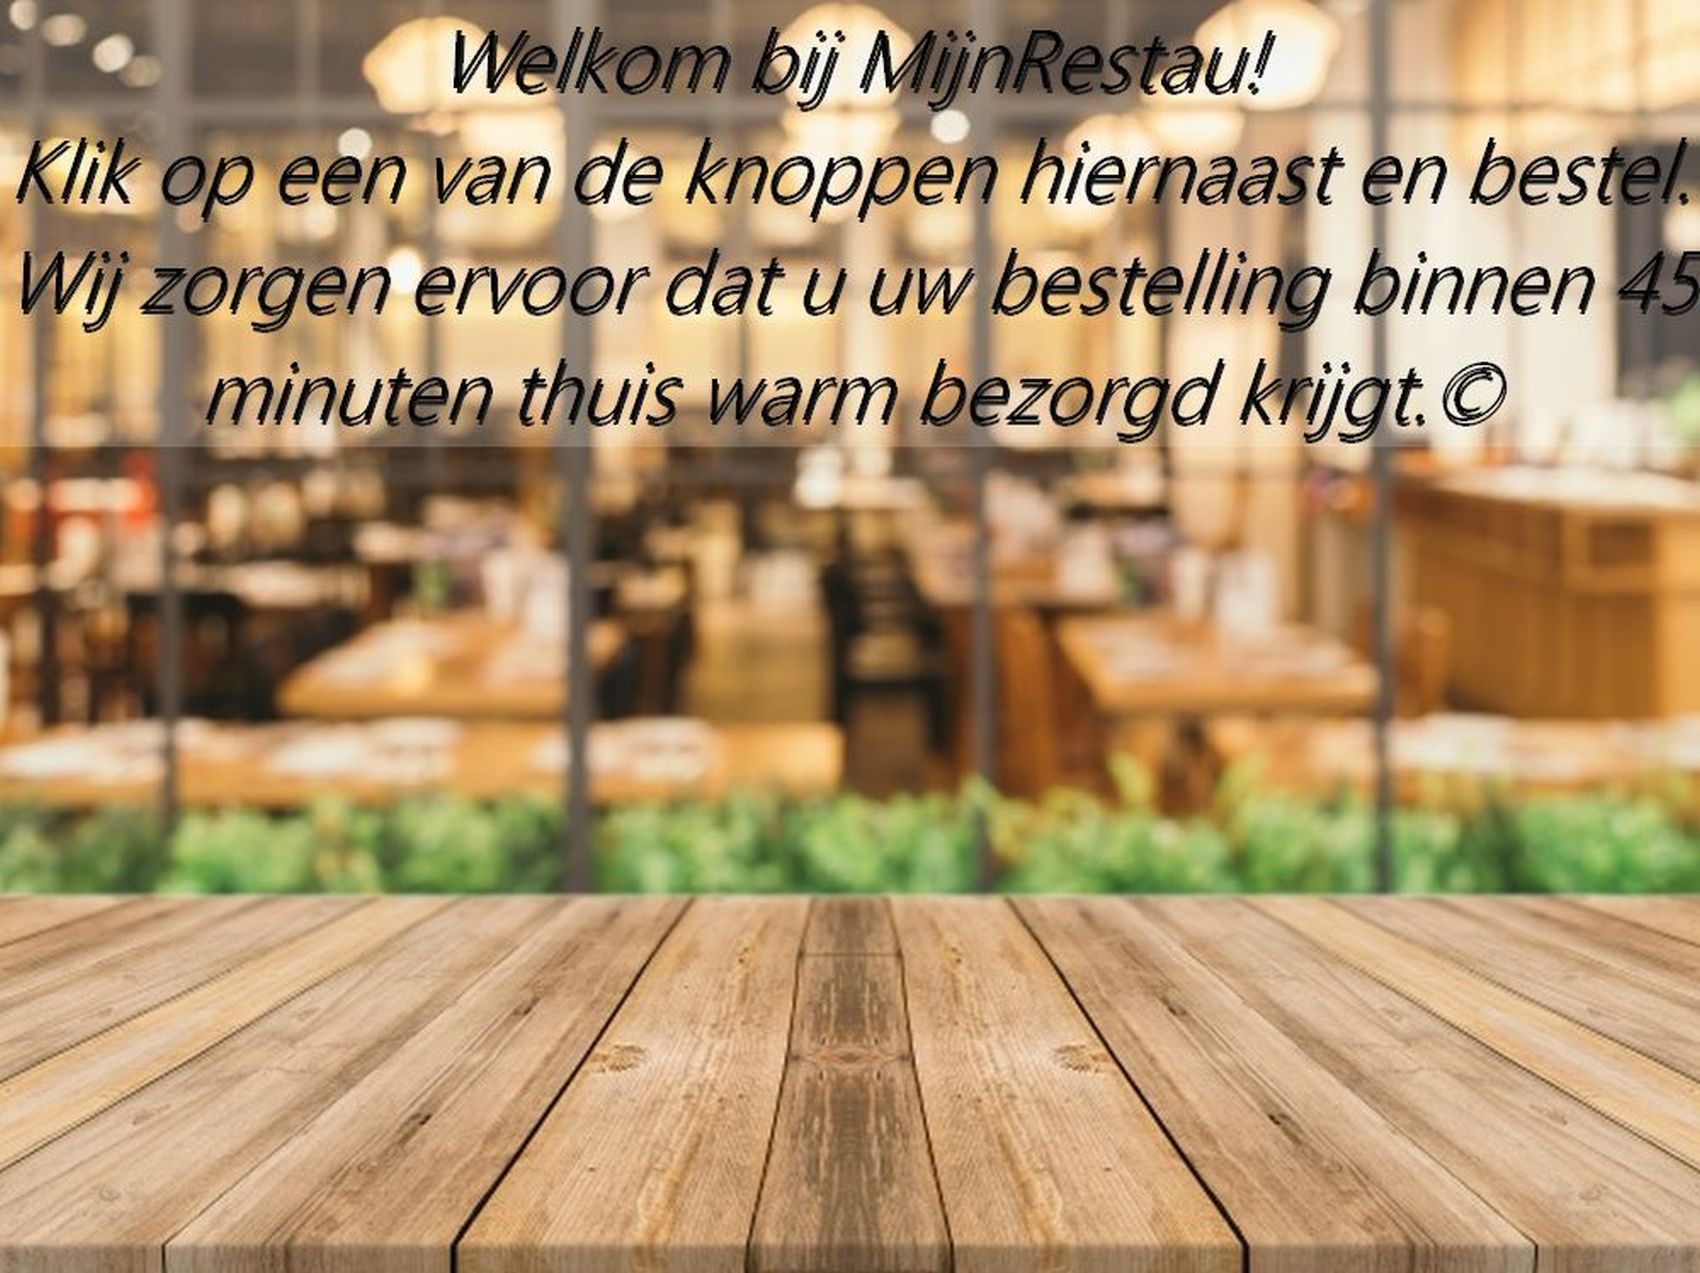 Welkom bij MijnRestau!
Klik op een van de knoppen hiernaast en bestel.
Wij zorgen ervoor dat u uw bestelling binnen 45
minuten thuis warm bezorgd krijgt.©